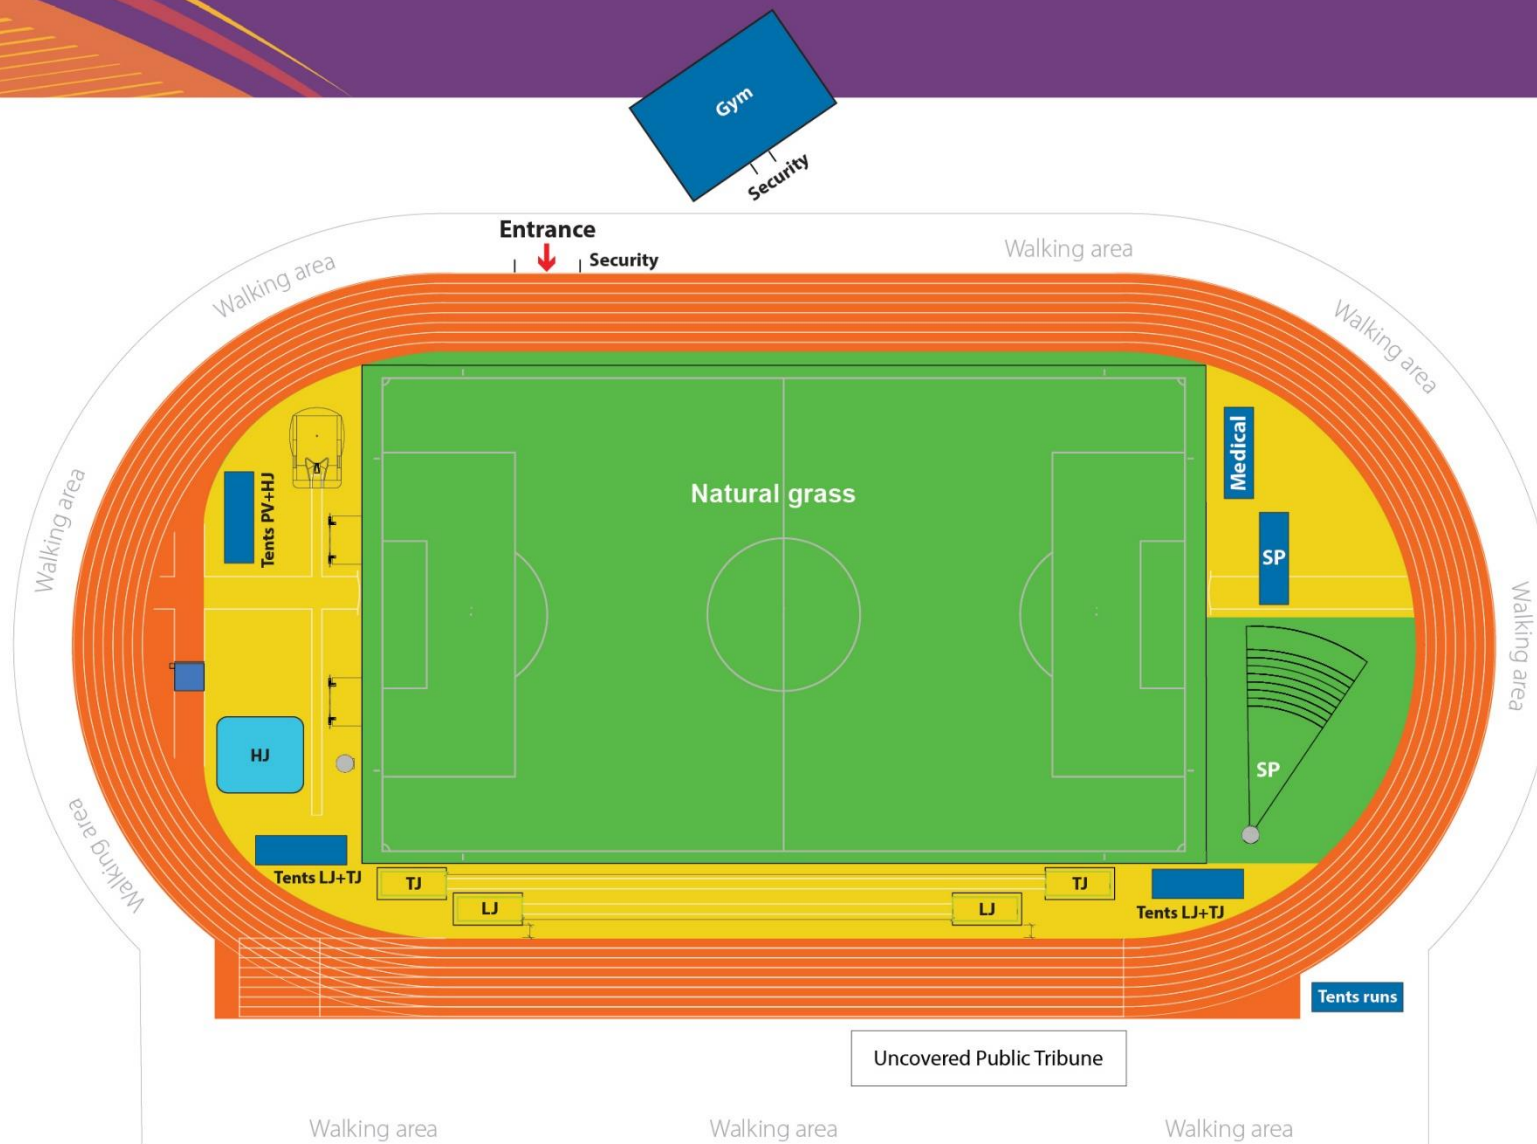 Gym
Security
Entrance
Security
Walking area
Walking area
Walking area
Medical
Walking area
Tents PV+HJ
Natural grass
SP
Walking area
HJ
SP
Walking area
Tents LJ+TJ
TJ
TJ
LJ
LJ
Tents LJ+TJ
Tents runs
Uncovered Public Tribune
Walking area
Walking area
Walking area